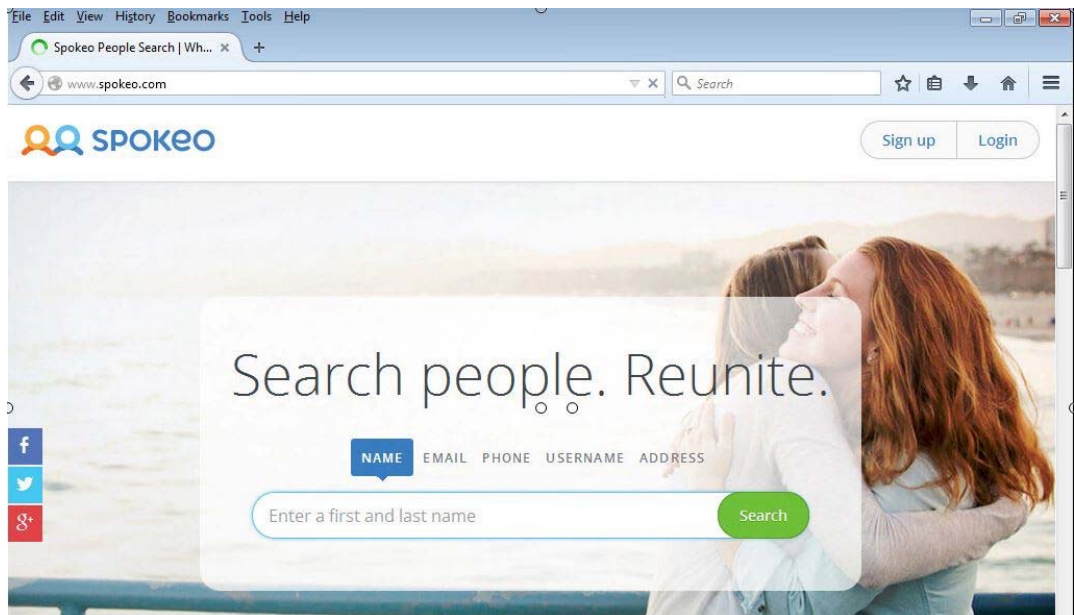 File Edit View History Bookmarks Tools Help
Spokeo People Search | Wh... × +
www.spokeo.com Search
SPOKEO Sign up Login
Search people. Reunite.
NAME EMAIL PHONE USERNAME ADDRESS
Enter a first and last name Search
f
g+